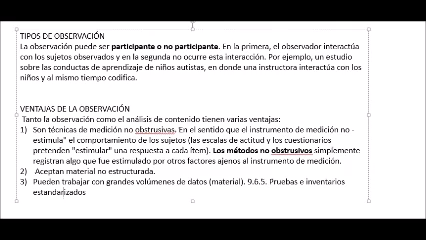 TIPOS DE OBSERVACIÓN
La observación puede ser participante o no participante. En la primera, el observador interactúa
con los sujetos observados y en la segunda no ocurre esta interacción. Por ejemplo, un estudio
sobre las conductas de aprendizaje de niños autistas, en donde una instructora interactúa con los
niños y al mismo tiempo codifica.
VENTAJAS DE LA OBSERVACIÓN
Tanto la observación como el análisis de contenido tienen varias ventajas:
1) Son técnicas de medición no obstrusivas. En el sentido que el instrumento de medición no -
estimula" el comportamiento de los sujetos (las escalas de actitud y los cuestionarios
pretenden "estimular" una respuesta a cada ítem). Los métodos no obstrusivos simplemente
registran algo que fue estimulado por otros factores ajenos al instrumento de medición.
2) Aceptan material no estructurada.
3) Pueden trabajar con grandes volúmenes de datos (material). 9.6.5. Pruebas e inventarios
estandarizados